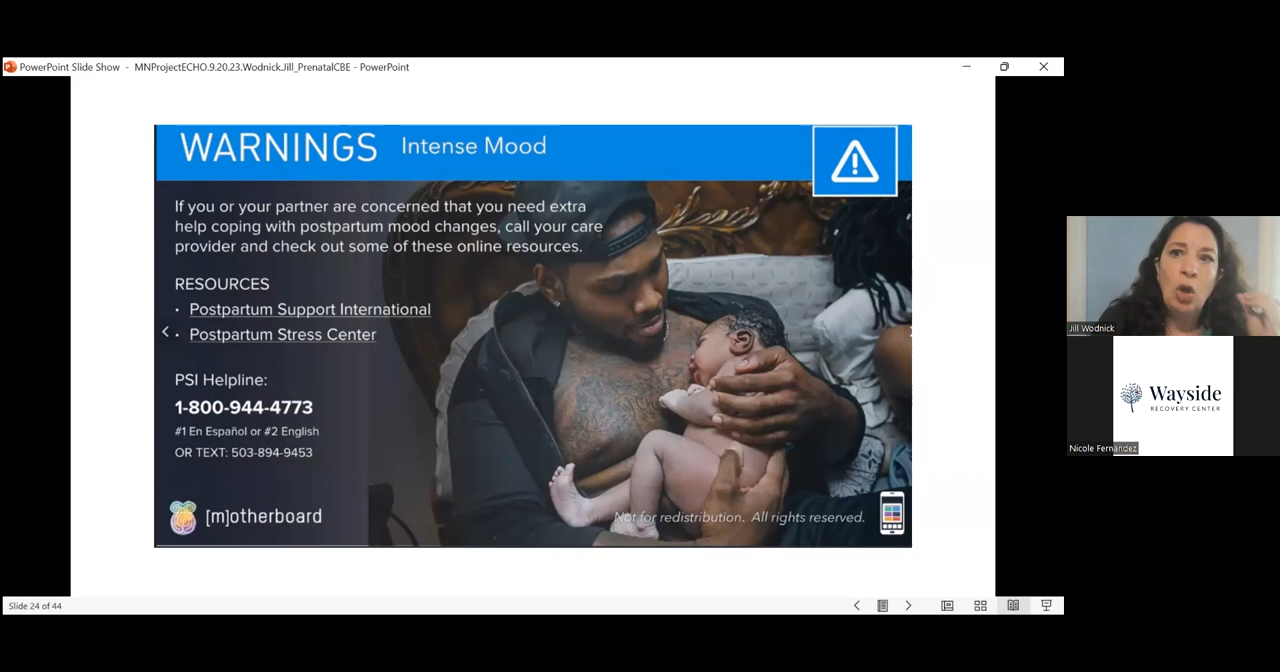 PowerPoint Slide Show - MNProjectECHO.9.20.23.Wodnick.Jill_PrenatalCBE - PowerPoint
WARNINGS Intense Mood
If you or your partner are concerned that you need extra
help coping with postpartum mood changes, call your care
provider and check out some of these online resources.
RESOURCES
· Postpartum Support International
· Postpartum Stress Center
PSI Helpline:
1-800-944-4773
#1 En Español or #2 English
OR TEXT: 503-894-9453
[m]otherboard
Not for redistribution. All rights reserved.
Slide 24 of 44
Jill Wodnick
Wayside
RECOVERY CENTER
Nicole Fernandez